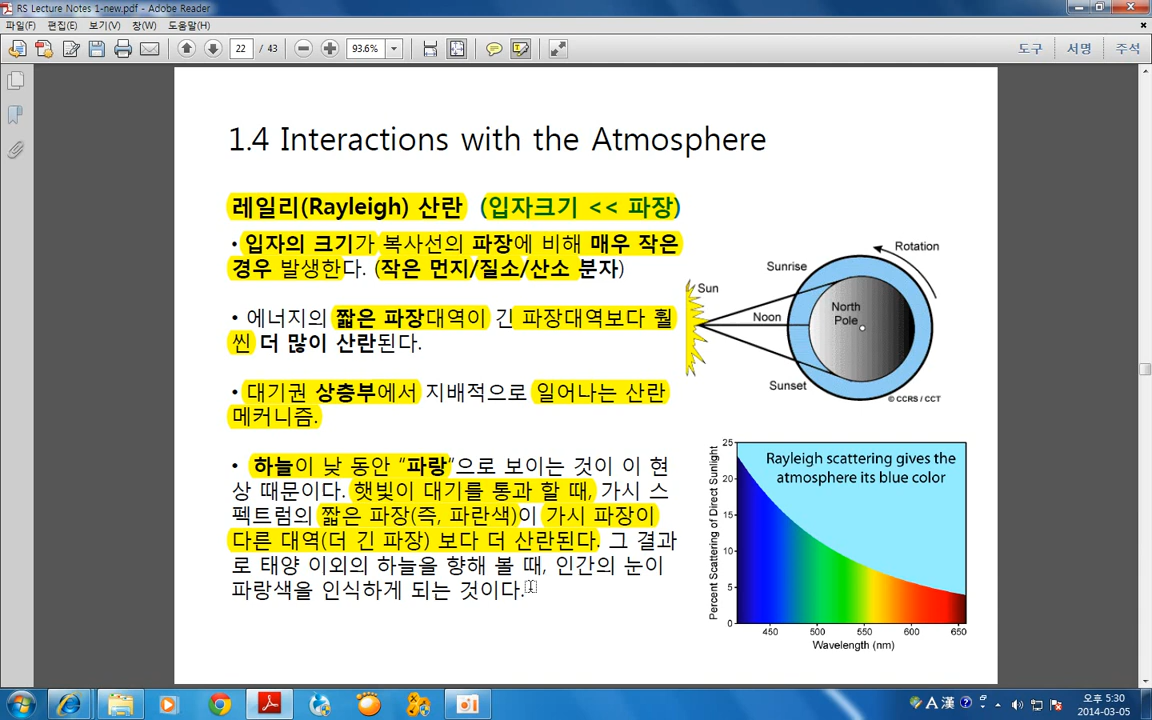 RS Lecture Notes 1-new.pdf - Adobe Reader
파일(F) 편집(E) 보기(V) 창(W) 도움말(H)
22 / 43 93.6% 도구 서명 주석
1.4 Interactions with the Atmosphere
레일리(Rayleigh) 산란 (입자크기 << 파장)
• 입자의 크기가 복사선의 파장에 비해 매우 작은
경우 발생한다. (작은 먼지/질소/산소 분자)
• 에너지의 짧은 파장대역이 긴 파장대역보다 훨
씬 더 많이 산란된다.
• 대기권 상층부에서 지배적으로 일어나는 산란
메커니즘.
• 하늘이 낮 동안 “파랑“으로 보이는 것이 이 현
상 때문이다. 햇빛이 대기를 통과 할 때, 가시 스
펙트럼의 짧은 파장(즉, 파란색)이 가시 파장이
다른 대역(더 긴 파장) 보다 더 산란된다. 그 결과
로 태양 이외의 하늘을 향해 볼 때, 인간의 눈이
파랑색을 인식하게 되는 것이다.
Rotation
Sunrise
Sun
North
Pole
Noon
Sunset
© CCRS / CCT
Rayleigh scattering gives the
atmosphere its blue color
Percent Scattering of Direct Sunlight
25
20
15
10
5
0
450 500 550 600 650
Wavelength (nm)
A 漢 오후 5:30
2014-03-05